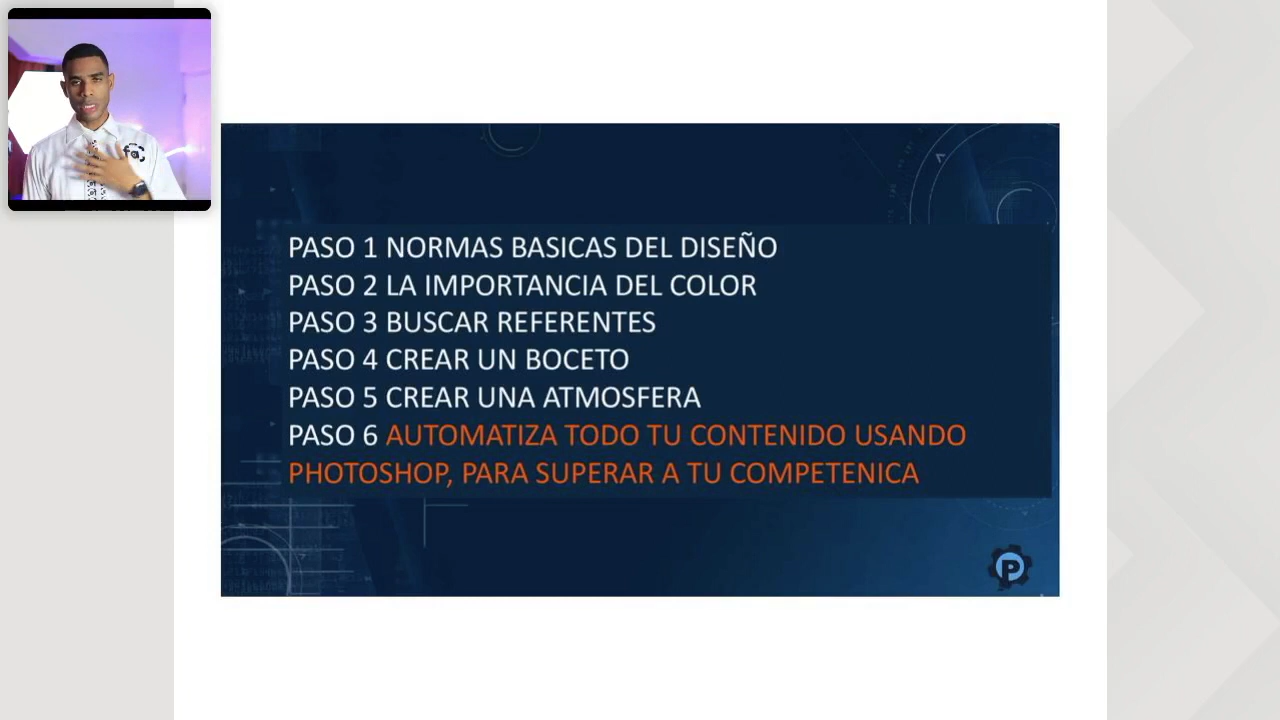 PASO 1 NORMAS BASICAS DEL DISEÑO
PASO 2 LA IMPORTANCIA DEL COLOR
PASO 3 BUSCAR REFERENTES
PASO 4 CREAR UN BOCETO
PASO 5 CREAR UNA ATMOSFERA
PASO 6 AUTOMATIZA TODO TU CONTENIDO USANDO
PHOTOSHOP, PARA SUPERAR A TU COMPETENICA
P